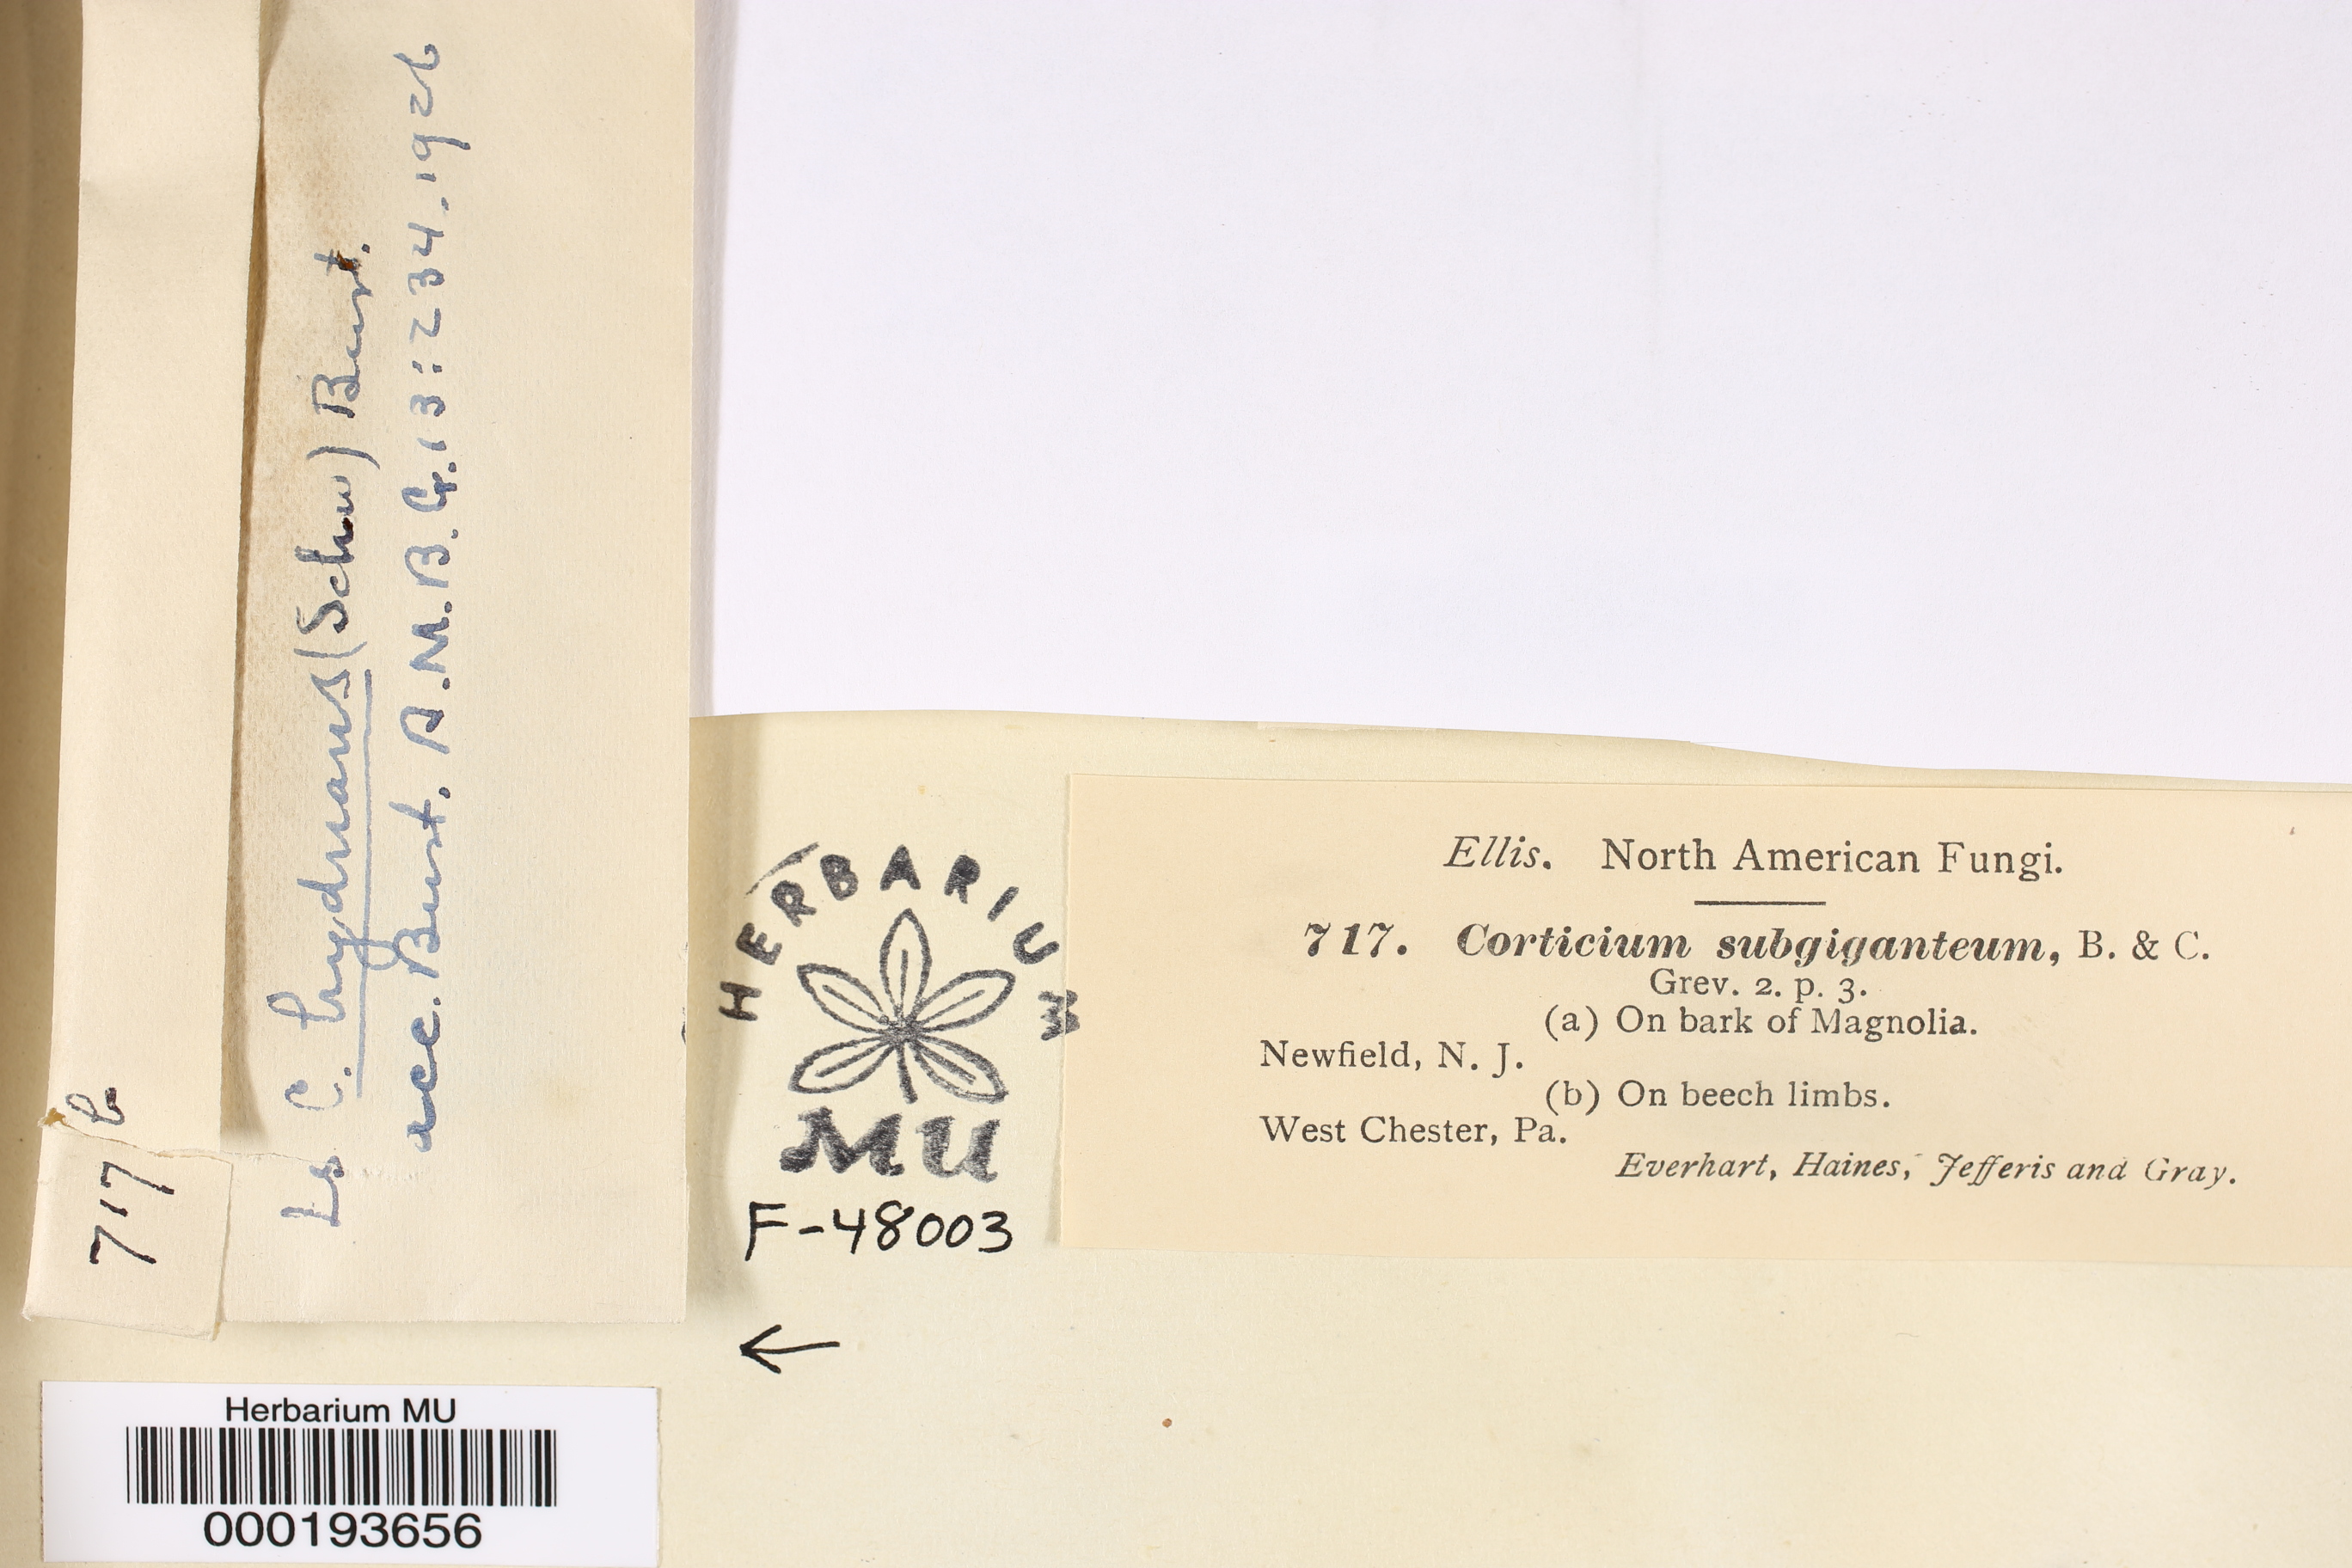 717 b
Is C. hydnans (Schw) Burt.
acc. Burt. A.M.B.G. 13:234.1926
HERBARIUM
MU
F-48003
←
Ellis. North American Fungi.
717. Corticium subgiganteum, B. & C.
Grev. 2. p. 3.
(a) On bark of Magnolia.
Newfield, N. J.
(b) On beech limbs.
West Chester, Pa.
Everhart, Haines, Jefferis and Gray.
Herbarium MU
000193656